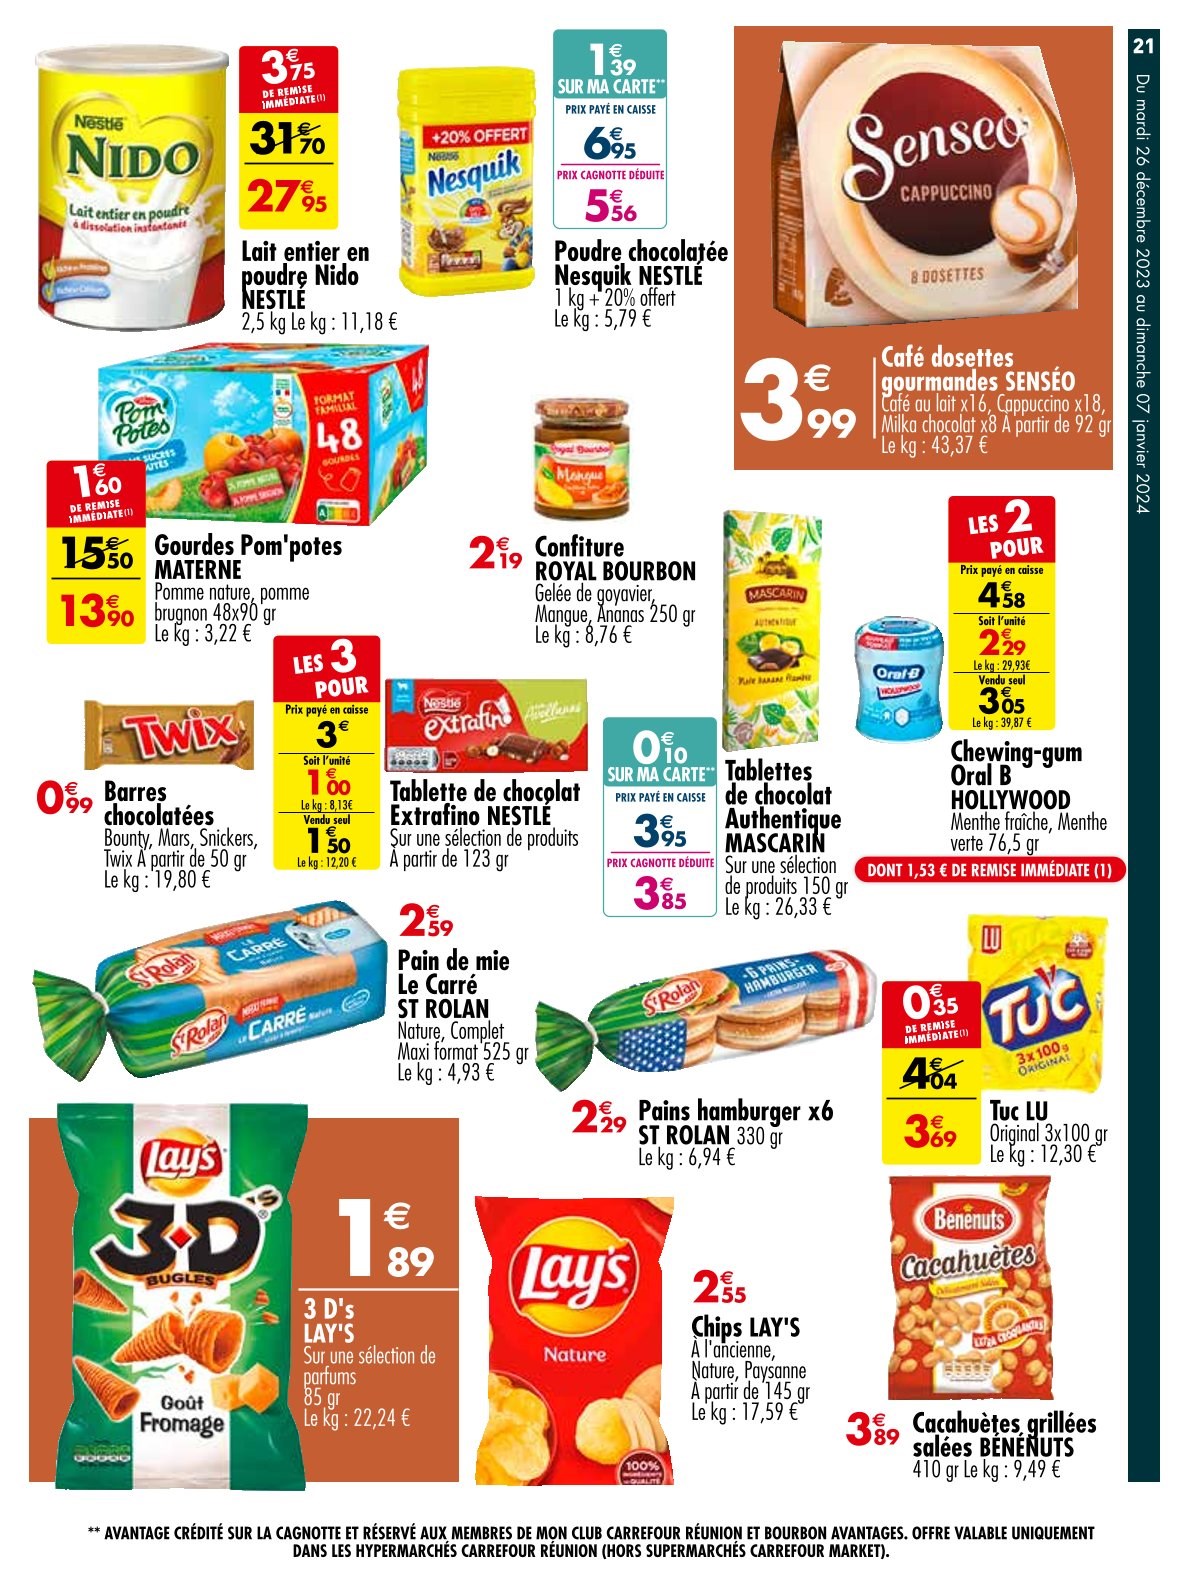 21
Du mardi 26 décembre 2023 au dimanche 07 janvier 2024
Nestlé
NIDO
Lait entier en poudre
à dissolution instantanée
3€75
DE REMISE
IMMÉDIATE(1)
31€70
27€95
Lait entier en
poudre Nido
NESTLÉ
2,5 kg Le kg : 11,18 €
+20% OFFERT
Nestlé
Nesquik
1€39
SUR MA CARTE**
PRIX PAYÉ EN CAISSE
6€95
PRIX CAGNOTTE DÉDUITE
5€56
Poudre chocolatée
Nesquik NESTLÉ
1 kg + 20% offert
Le kg : 5,79 €
Senseo
CAPPUCCINO
8 DOSETTES
3€99
Café dosettes
gourmandes SENSÉO
Café au lait x16, Cappuccino x18,
Milka chocolat x8 À partir de 92 gr
Le kg : 43,37 €
Pom'
Potes
FORMAT
FAMILIAL
48
GOURDES
48
1€60
DE REMISE
IMMÉDIATE(1)
15€50
13€90
Gourdes Pom'potes
MATERNE
Pomme nature, pomme
brugnon 48x90 gr
Le kg : 3,22 €
Royal Bourbon
Mangue
2€19
Confiture
ROYAL BOURBON
Gelée de goyavier,
Mangue, Ananas 250 gr
Le kg : 8,76 €
MASCARIN
AUTHENTIQUE
0€10
SUR MA CARTE**
PRIX PAYÉ EN CAISSE
3€95
PRIX CAGNOTTE DÉDUITE
3€85
Tablettes
de chocolat
Authentique
MASCARIN
Sur une sélection
de produits 150 gr
Le kg : 26,33 €
Oral-B
HOLLYWOOD
LES 2
POUR
Prix payé en caisse
4€58
Soit l'unité
2€29
Le kg : 29,93€
Vendu seul
3€05
Le kg : 39,87 €
Chewing-gum
Oral B
HOLLYWOOD
Menthe fraîche, Menthe
verte 76,5 gr
DONT 1,53 € DE REMISE IMMÉDIATE (1)
TWIX
0€99
Barres
chocolatées
Bounty, Mars, Snickers,
Twix À partir de 50 gr
Le kg : 19,80 €
LES 3
POUR
Prix payé en caisse
3€
Soit l'unité
1€00
Le kg : 8,13€
Vendu seul
1€50
Le kg : 12,20 €
Nestlé
extrafino
Avellanas
Tablette de chocolat
Extrafino NESTLÉ
Sur une sélection de produits
À partir de 123 gr
St Rolan
LE
CARRÉ
St Rolan
MAXI FORMAT
LE CARRÉ Nature
2€59
Pain de mie
Le Carré
ST ROLAN
Nature, Complet
Maxi format 525 gr
Le kg : 4,93 €
St Rolan
6 PAINS
HAMBURGER
2€29
Pains hamburger x6
ST ROLAN 330 gr
Le kg : 6,94 €
LU
TUC
3x100g
ORIGINAL
0€35
DE REMISE
IMMÉDIATE(1)
4€04
3€69
Tuc LU
Original 3x100 gr
Le kg : 12,30 €
Lay's
3D's
BUGLES
Goût
Fromage
1€89
3 D's
LAY'S
Sur une sélection de
parfums
85 gr
Le kg : 22,24 €
Lay's
Nature
100%
2€55
Chips LAY'S
À l'ancienne,
Nature, Paysanne
À partir de 145 gr
Le kg : 17,59 €
Bénénuts
Cacahuètes
EXTRA CROQUANTES
3€89
Cacahuètes grillées
salées BÉNÉNUTS
410 gr Le kg : 9,49 €
** AVANTAGE CRÉDITÉ SUR LA CAGNOTTE ET RÉSERVÉ AUX MEMBRES DE MON CLUB CARREFOUR RÉUNION ET BOURBON AVANTAGES. OFFRE VALABLE UNIQUEMENT
DANS LES HYPERMARCHÉS CARREFOUR RÉUNION (HORS SUPERMARCHÉS CARREFOUR MARKET).